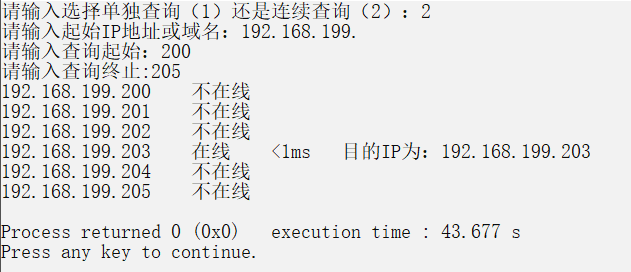 请输入选择单独查询（1）还是连续查询（2）：2
请输入起始IP地址或域名：192.168.199.
请输入查询起始：200
请输入查询终止:205
192.168.199.200    不在线
192.168.199.201    不在线
192.168.199.202    不在线
192.168.199.203    在线    <1ms   目的IP为：192.168.199.203
192.168.199.204    不在线
192.168.199.205    不在线
Process returned 0 (0x0)   execution time : 43.677 s
Press any key to continue.